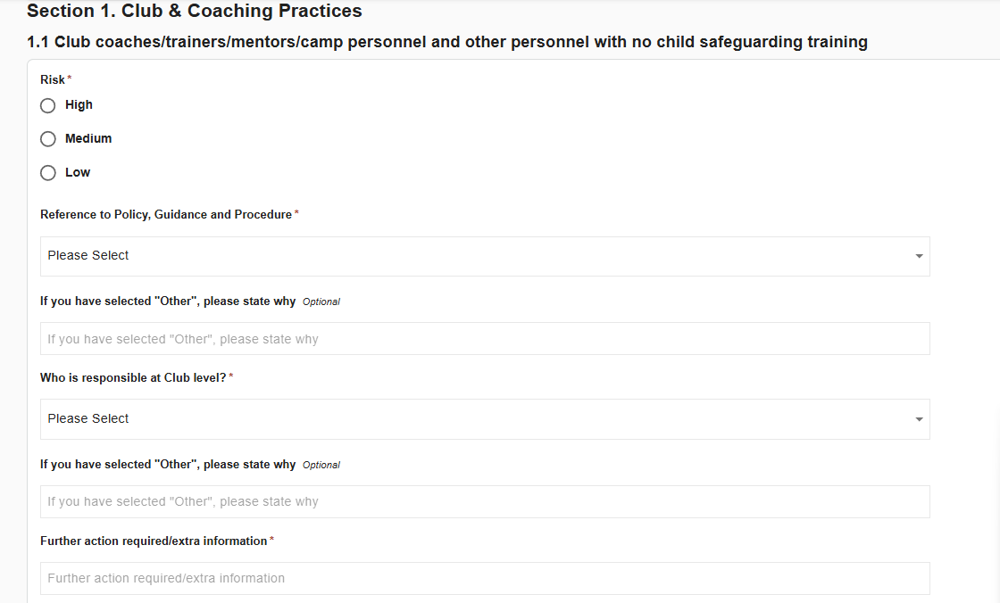 Section 1. Club & Coaching Practices
1.1 Club coaches/trainers/mentors/camp personnel and other personnel with no child safeguarding training
Risk*
High
Medium
Low
Reference to Policy, Guidance and Procedure*
Please Select
If you have selected "Other", please state why Optional
If you have selected "Other", please state why
Who is responsible at Club level?*
Please Select
If you have selected "Other", please state why Optional
If you have selected "Other", please state why
Further action required/extra information*
Further action required/extra information